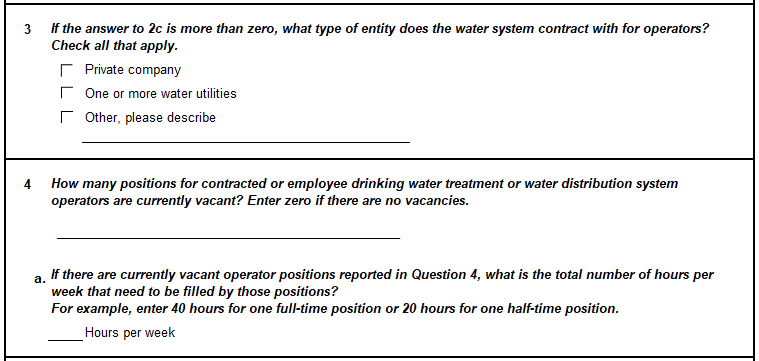 3 If the answer to 2c is more than zero, what type of entity does the water system contract with for operators?
Check all that apply.
Private company
One or more water utilities
Other, please describe
4 How many positions for contracted or employee drinking water treatment or water distribution system
operators are currently vacant? Enter zero if there are no vacancies.
a. If there are currently vacant operator positions reported in Question 4, what is the total number of hours per
week that need to be filled by those positions?
For example, enter 40 hours for one full-time position or 20 hours for one half-time position.
Hours per week